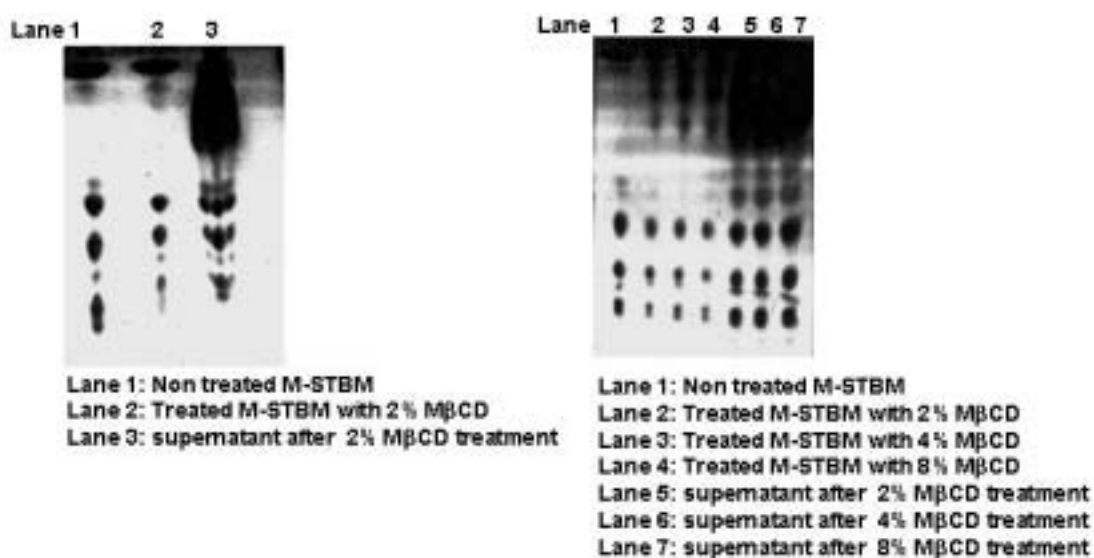 Lane 1 2 3
Lane 1: Non treated M-STBM
Lane 2: Treated M-STBM with 2% MβCD
Lane 3: supernatant after 2% MβCD treatment
Lane 1 2 3 4 5 6 7
Lane 1: Non treated M-STBM
Lane 2: Treated M-STBM with 2% MβCD
Lane 3: Treated M-STBM with 4% MβCD
Lane 4: Treated M-STBM with 8% MβCD
Lane 5: supernatant after 2% MβCD treatment
Lane 6: supernatant after 4% MβCD treatment
Lane 7: supernatant after 8% MβCD treatment